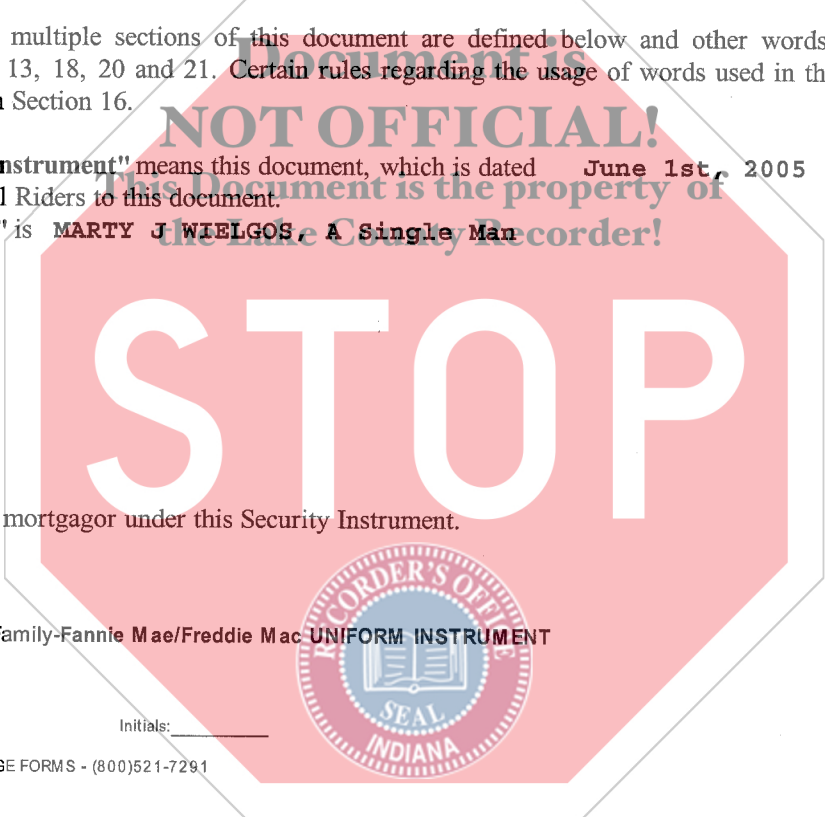 multiple sections of this document are defined below and other words
13, 18, 20 and 21. Certain rules regarding the usage of words used in
Section 16.
Document is
NOT OFFICIAL!
This Document is the property of
the Lake County Recorder!
nstrument" means this document, which is dated June 1st, 2005
l Riders to this document.
" is MARTY J WIELGOS, A Single Man
STOP
mortgagor under this Security Instrument.
RECORDER'S OFFICE
SEAL
INDIANA
Family-Fannie Mae/Freddie Mac UNIFORM INSTRUMENT
Initials:
GE FORMS - (800)521-7291